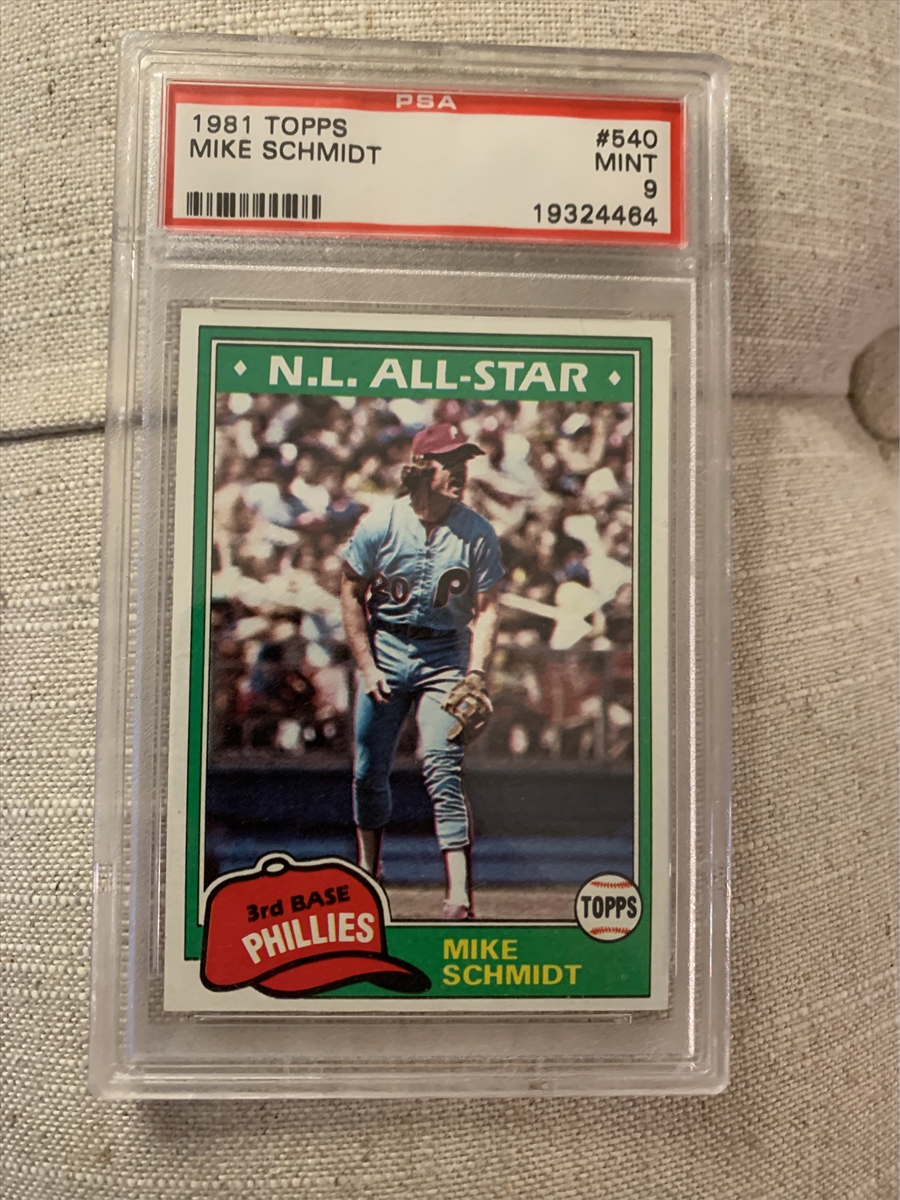 PSA
1981 TOPPS #540
MIKE SCHMIDT MINT
9
19324464
N.L. ALL-STAR
P
20 P
3rd BASE
PHILLIES
TOPPS
MIKE
SCHMIDT